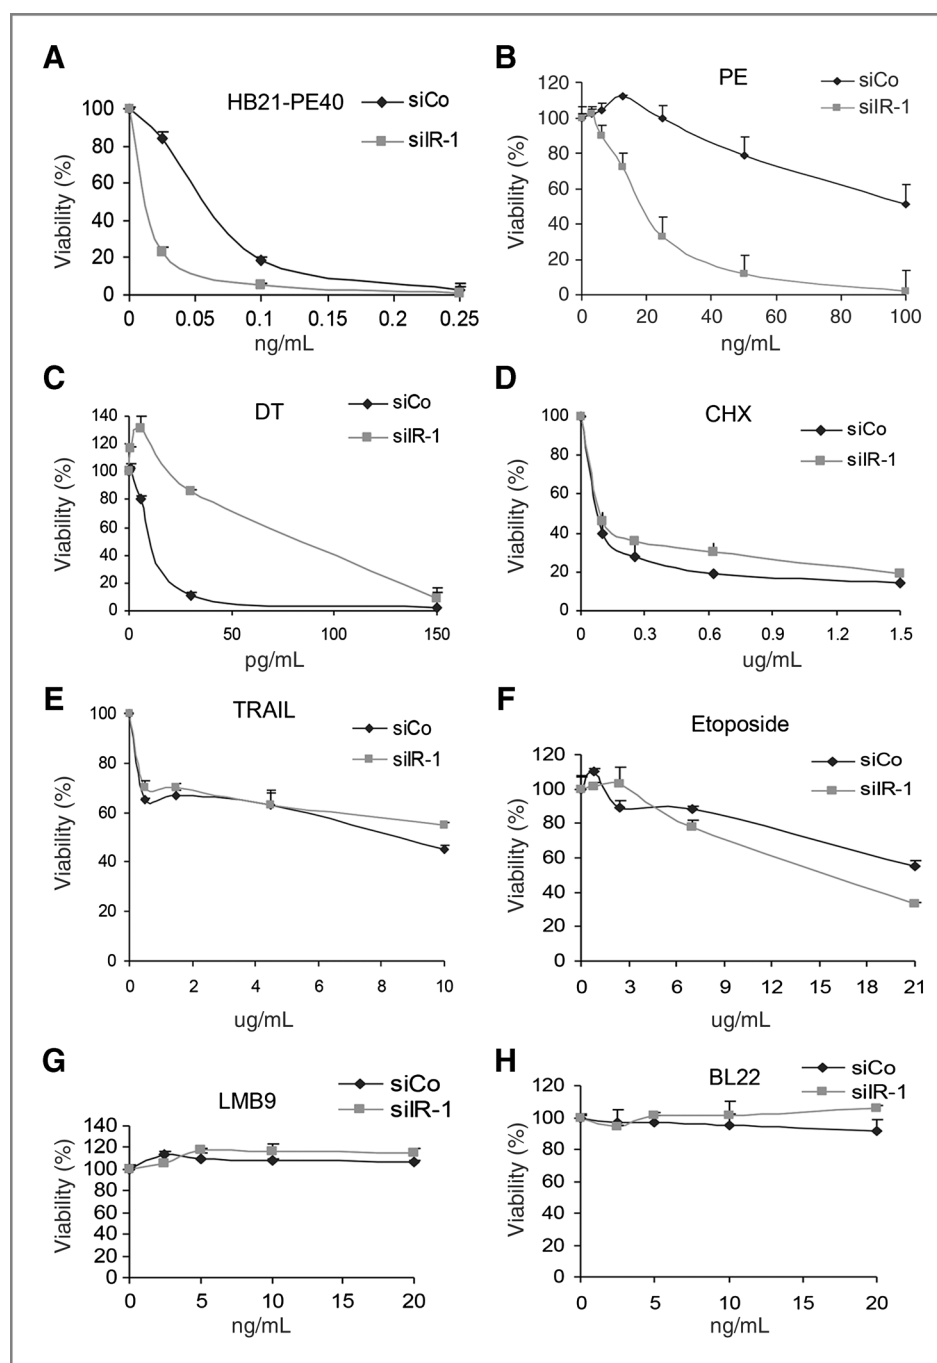 A
HB21-PE40
siCo
siIR-1
Viability (%)
100
80
60
40
20
0
0 0.05 0.1 0.15 0.2 0.25
ng/mL
B
PE
siCo
siIR-1
Viability (%)
120
100
80
60
40
20
0
0 20 40 60 80 100
ng/mL
C
DT
siCo
siIR-1
Viability (%)
140
120
100
80
60
40
20
0
0 50 100 150
pg/mL
D
CHX
siCo
siIR-1
Viability (%)
100
80
60
40
20
0
0 0.3 0.6 0.9 1.2 1.5
ug/mL
E
TRAIL
siCo
siIR-1
Viability (%)
100
80
60
40
20
0
0 2 4 6 8 10
ug/mL
F
Etoposide
siCo
siIR-1
Viability (%)
120
100
80
60
40
20
0
0 3 6 9 12 15 18 21
ug/mL
G
LMB9
siCo
siIR-1
Viability (%)
140
120
100
80
60
40
20
0
0 5 10 15 20
ng/mL
H
BL22
siCo
siIR-1
Viability (%)
120
100
80
60
40
20
0
0 5 10 15 20
ng/mL